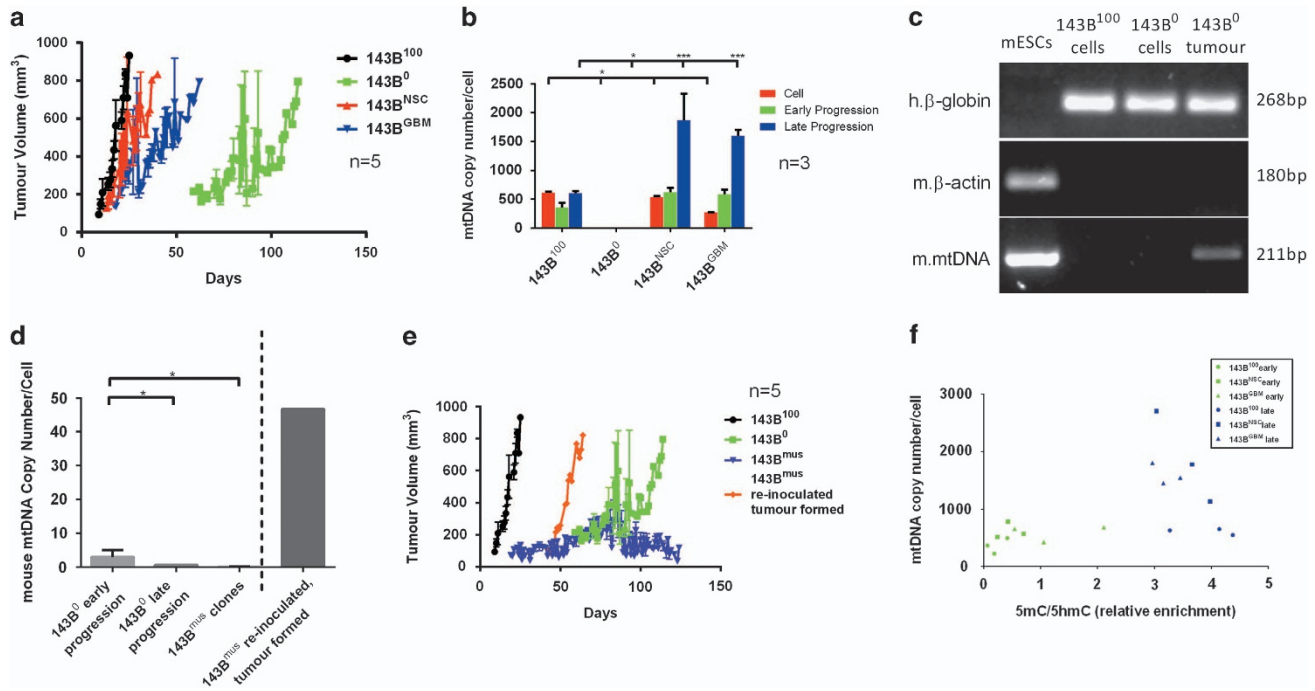 a
Tumour Volume (mm³)
1000
800
600
400
200
0
0
50
100
150
Days
143B¹⁰⁰
143B⁰
143Bᴺˢᶜ
143Bᴳᴮᴹ
n=5
b
mtDNA copy number/cell
2500
2000
1500
1000
500
0
*
*
***
***
143B¹⁰⁰
143B⁰
143Bᴺˢᶜ
143Bᴳᴮᴹ
Cell
Early Progression
Late Progression
n=3
c
mESCs
143B¹⁰⁰ cells
143B⁰ cells
143B⁰ tumour
h.β-globin
268bp
m.β-actin
180bp
m.mtDNA
211bp
d
mouse mtDNA Copy Number/Cell
50
40
30
20
10
0
*
*
143B⁰ early
progression
143B⁰ late
progression
143Bᵐᵘˢ clones
143Bᵐᵘˢ re-inoculated,
tumour formed
e
Tumour Volume (mm³)
1000
800
600
400
200
0
0
50
100
150
Days
n=5
143B¹⁰⁰
143B⁰
143Bᵐᵘˢ
143Bᵐᵘˢ
re-inoculated
tumour formed
f
mtDNA copy number/cell
3000
2000
1000
0
0
1
2
3
4
5
5mC/5hmC (relative enrichment)
143B¹⁰⁰early
143Bᴺˢᶜearly
143Bᴳᴮᴹ early
143B¹⁰⁰ late
143Bᴺˢᶜlate
143Bᴳᴮᴹ late